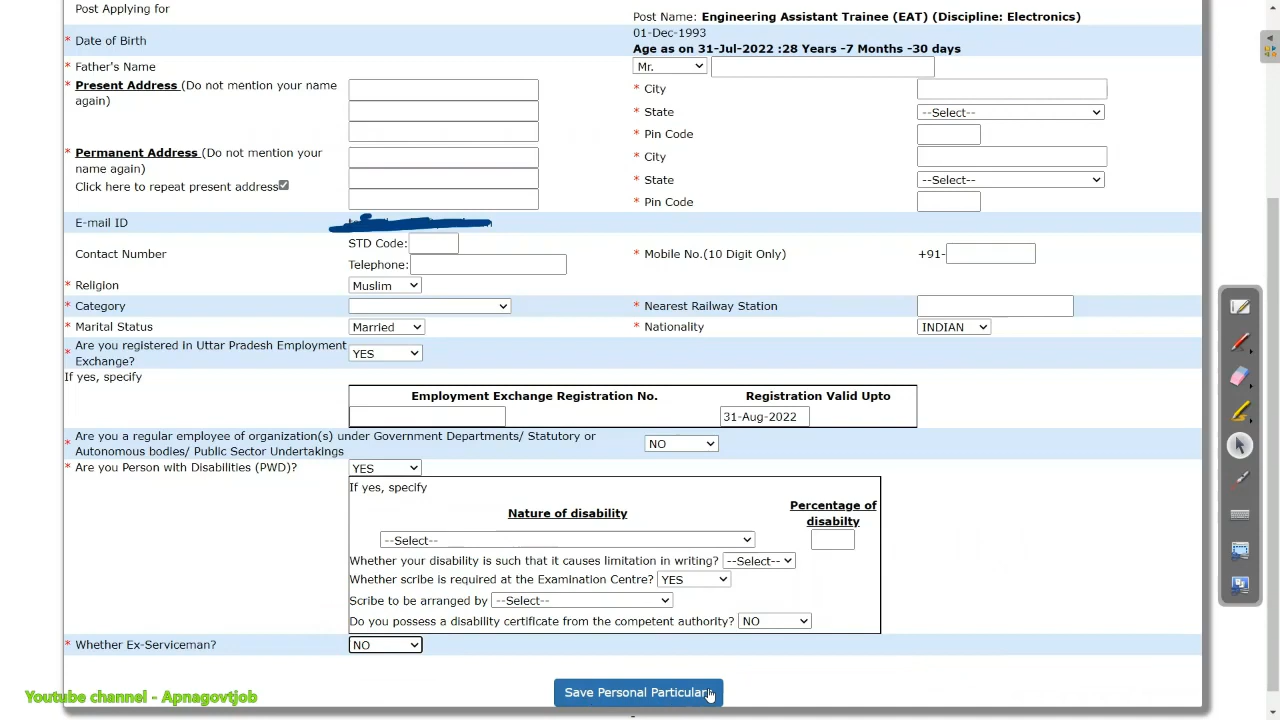 Post Applying for
Post Name: Engineering Assistant Trainee (EAT) (Discipline: Electronics)
* Date of Birth
01-Dec-1993
Age as on 31-Jul-2022 :28 Years -7 Months -30 days
* Father's Name
Mr.
* Present Address (Do not mention your name again)
* City
* State --Select--
* Pin Code
* Permanent Address (Do not mention your name again)
* City
Click here to repeat present address
* State --Select--
* Pin Code
E-mail ID
Contact Number
STD Code:
Telephone:
* Mobile No.(10 Digit Only) +91-
* Religion Muslim
* Category
* Nearest Railway Station
* Marital Status Married
* Nationality INDIAN
* Are you registered in Uttar Pradesh Employment Exchange? YES
If yes, specify
Employment Exchange Registration No. Registration Valid Upto
31-Aug-2022
* Are you a regular employee of organization(s) under Government Departments/ Statutory or
Autonomous bodies/ Public Sector Undertakings NO
* Are you Person with Disabilities (PWD)? YES
If yes, specify
Nature of disability Percentage of disabilty
--Select--
Whether your disability is such that it causes limitation in writing? --Select--
Whether scribe is required at the Examination Centre? YES
Scribe to be arranged by --Select--
Do you possess a disability certificate from the competent authority? NO
* Whether Ex-Serviceman? NO
Save Personal Particular
Youtube channel - Apnagovtjob